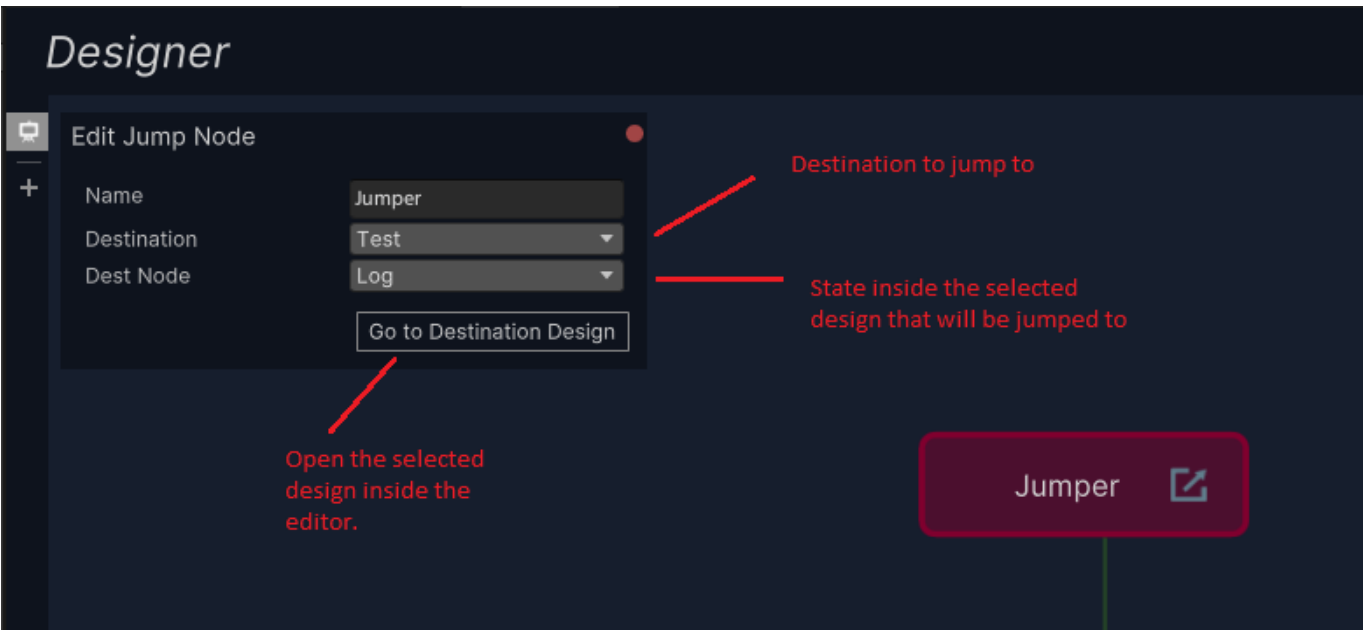 Designer
Edit Jump Node
Destination to jump to
Name
Jumper
Destination
Test
Dest Node
Log
State inside the selected
design that will be jumped to
Go to Destination Design
Open the selected
design inside the
editor.
Jumper